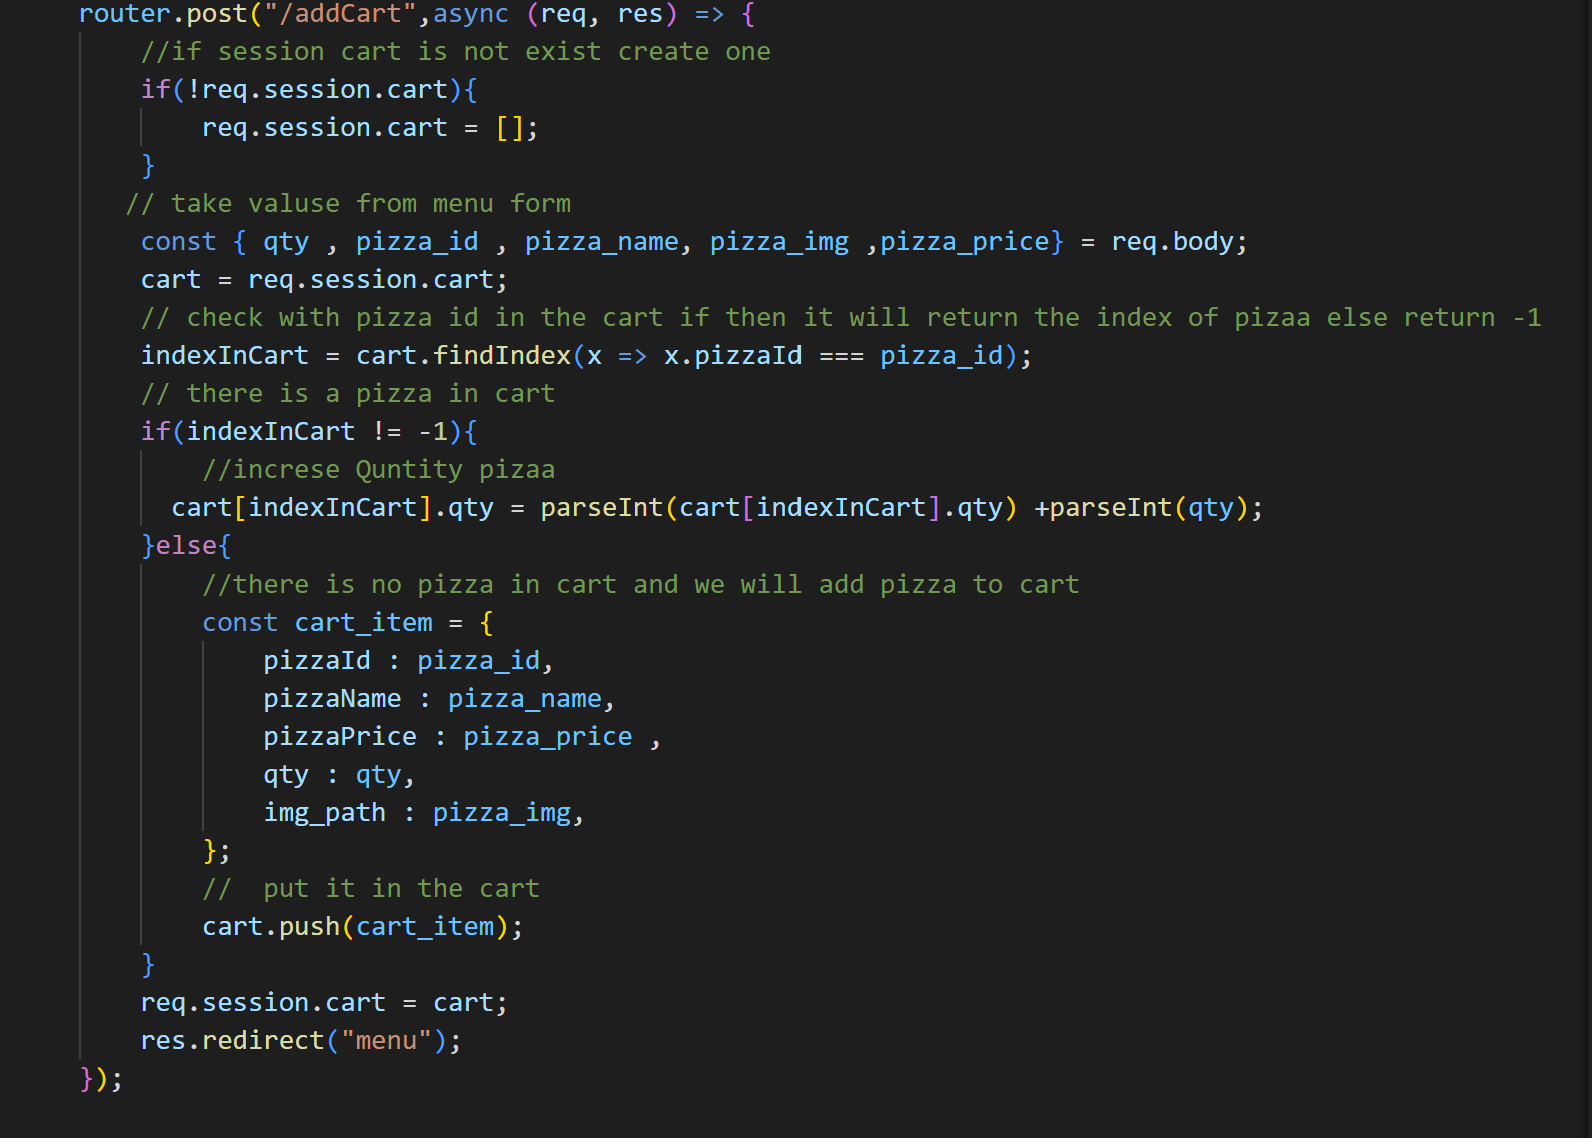 router.post("/addCart",async (req, res) => {
//if session cart is not exist create one
if(!req.session.cart){
req.session.cart = [];
}
// take valuse from menu form
const { qty , pizza_id , pizza_name, pizza_img ,pizza_price} = req.body;
cart = req.session.cart;
// check with pizza id in the cart if then it will return the index of pizaa else return -1
indexInCart = cart.findIndex(x => x.pizzaId === pizza_id);
// there is a pizza in cart
if(indexInCart != -1){
//increse Quntity pizaa
cart[indexInCart].qty = parseInt(cart[indexInCart].qty) +parseInt(qty);
}else{
//there is no pizza in cart and we will add pizza to cart
const cart_item = {
pizzaId : pizza_id,
pizzaName : pizza_name,
pizzaPrice : pizza_price ,
qty : qty,
img_path : pizza_img,
};
//  put it in the cart
cart.push(cart_item);
}
req.session.cart = cart;
res.redirect("menu");
});